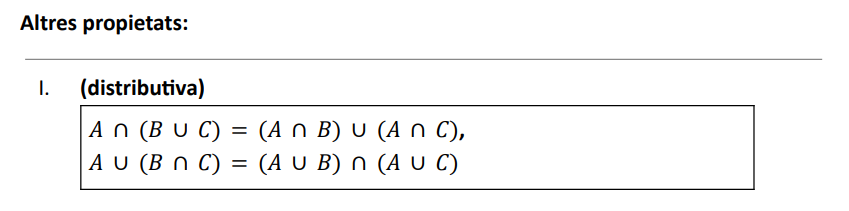 Altres propietats:
I. (distributiva)
A ∩ (B ∪ C) = (A ∩ B) ∪ (A ∩ C),
A ∪ (B ∩ C) = (A ∪ B) ∩ (A ∪ C)